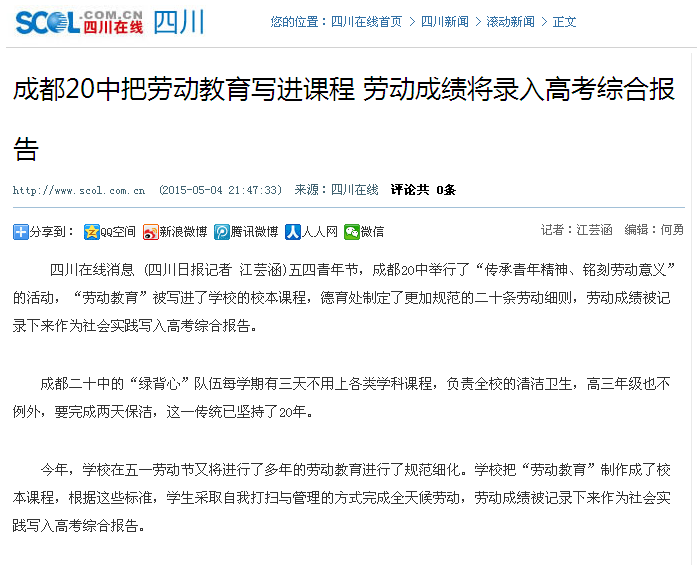 SCOL.COM.CN 四川在线 四川
您的位置：四川在线首页 > 四川新闻 > 滚动新闻 > 正文
成都20中把劳动教育写进课程 劳动成绩将录入高考综合报
告
http://www.scol.com.cn (2015-05-04 21:47:33) 来源：四川在线 评论共 0条
分享到： QQ空间 新浪微博 腾讯微博 人人网 微信 记者：江芸涵 编辑：何勇
四川在线消息 (四川日报记者 江芸涵)五四青年节，成都20中举行了“传承青年精神、铭刻劳动意义”
的活动，“劳动教育”被写进了学校的校本课程，德育处制定了更加规范的二十条劳动细则，劳动成绩被记
录下来作为社会实践写入高考综合报告。
成都二十中的“绿背心”队伍每学期有三天不用上各类学科课程，负责全校的清洁卫生，高三年级也不
例外，要完成两天保洁，这一传统已坚持了20年。
今年，学校在五一劳动节又将进行了多年的劳动教育进行了规范细化。学校把“劳动教育”制作成了校
本课程，根据这些标准，学生采取自我打扫与管理的方式完成全天候劳动，劳动成绩被记录下来作为社会实
践写入高考综合报告。